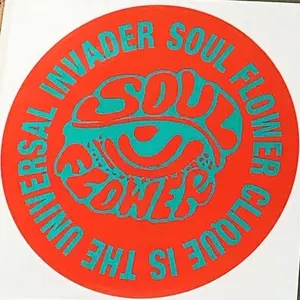 SOUL FLOWER CLIQUE IS THE UNIVERSAL INVADER
SOUL
FLOWER